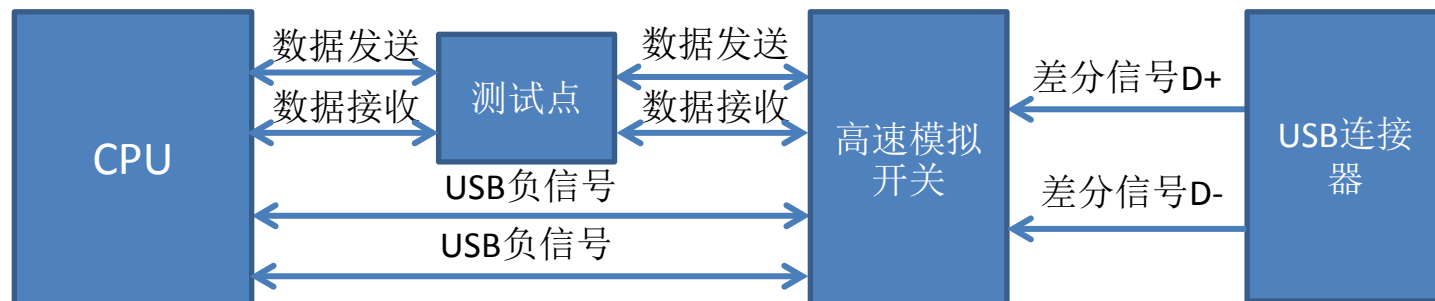 数据发送
数据接收
数据发送
数据接收
差分信号D+
差分信号D-
CPU
测试点
高速模拟
开关
USB连接
器
USB负信号
USB负信号